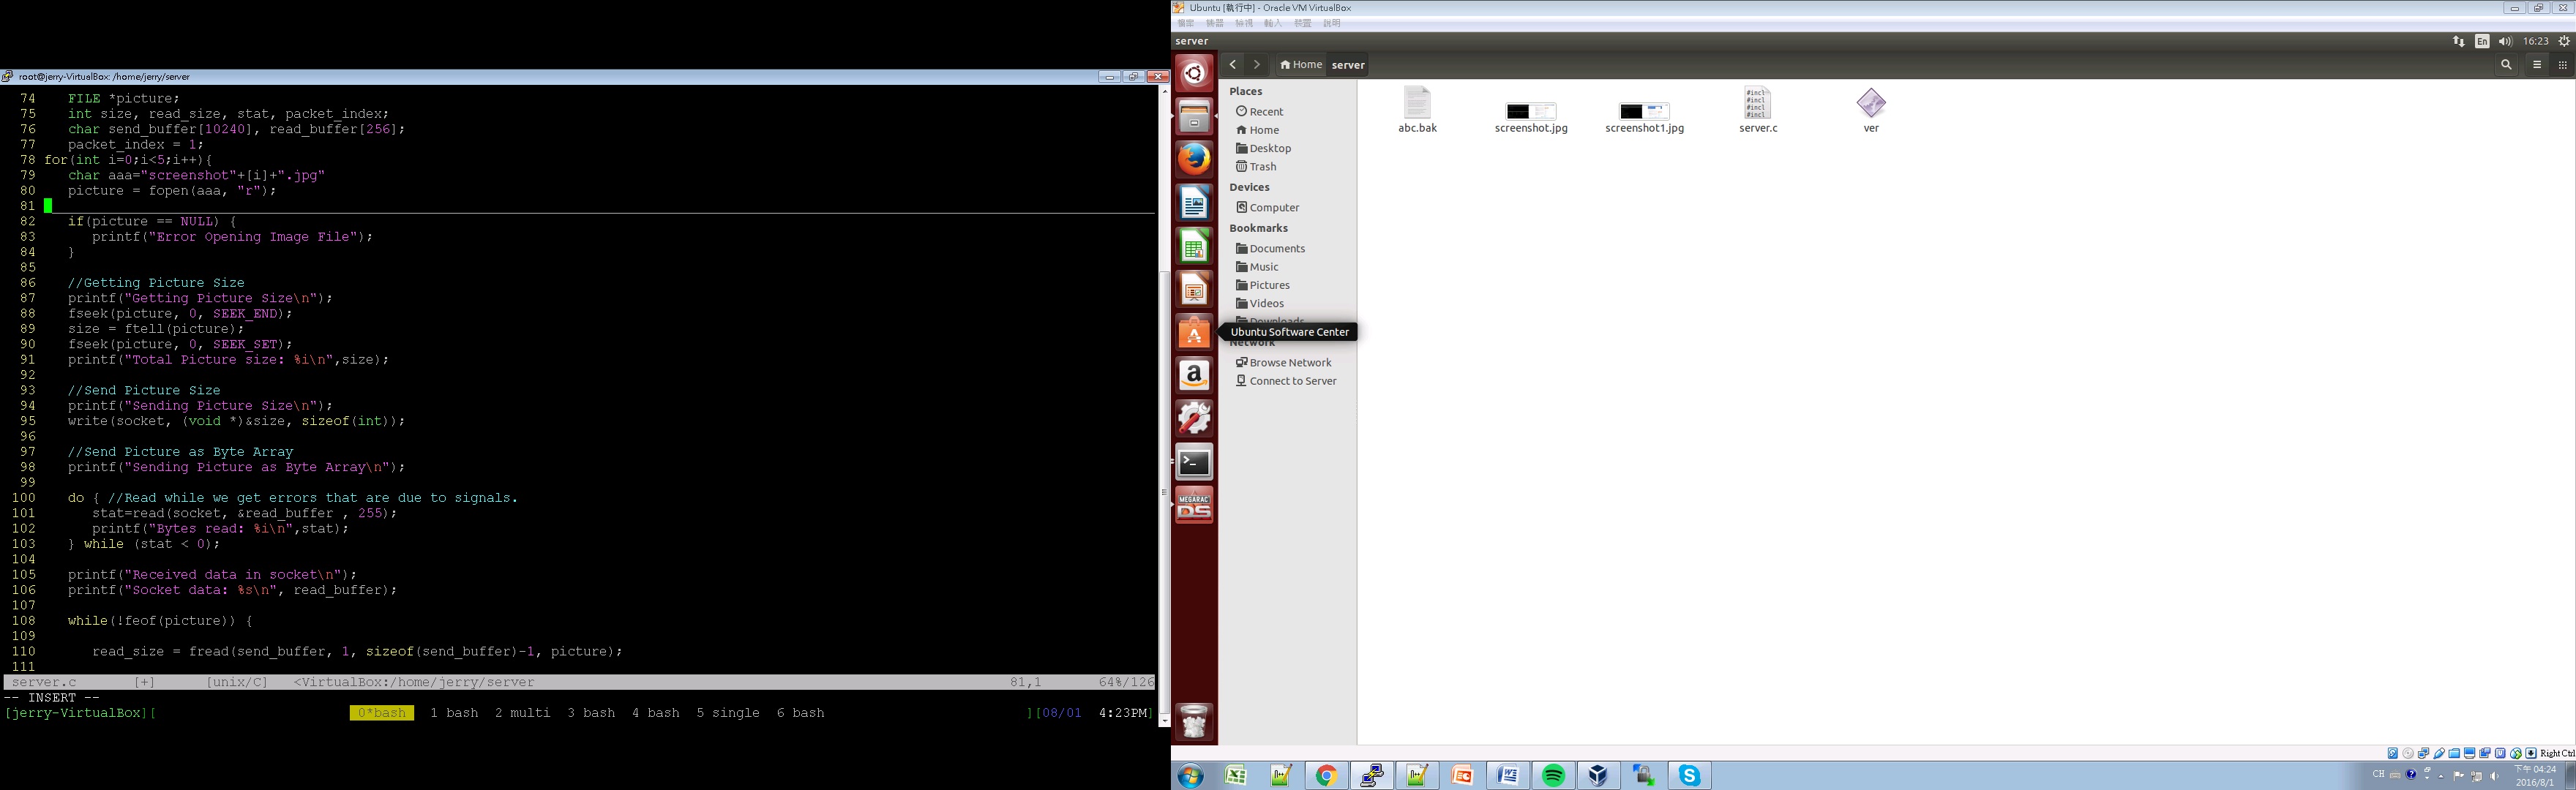 root@jerry-VirtualBox: /home/jerry/server
74 FILE *picture;
75 int size, read_size, stat, packet_index;
76 char send_buffer[10240], read_buffer[256];
77 packet_index = 1;
78 for(int i=0;i<5;i++){
79 char aaa="screenshot"+[i]+".jpg"
80 picture = fopen(aaa, "r");
81
82 if(picture == NULL) {
83 printf("Error Opening Image File");
84 }
85
86 //Getting Picture Size
87 printf("Getting Picture Size\n");
88 fseek(picture, 0, SEEK_END);
89 size = ftell(picture);
90 fseek(picture, 0, SEEK_SET);
91 printf("Total Picture size: %i\n",size);
92
93 //Send Picture Size
94 printf("Sending Picture Size\n");
95 write(socket, (void *)&size, sizeof(int));
96
97 //Send Picture as Byte Array
98 printf("Sending Picture as Byte Array\n");
99
100 do { //Read while we get errors that are due to signals.
101 stat=read(socket, &read_buffer , 255);
102 printf("Bytes read: %i\n",stat);
103 } while (stat < 0);
104
105 printf("Received data in socket\n");
106 printf("Socket data: %s\n", read_buffer);
107
108 while(!feof(picture)) {
109
110 read_size = fread(send_buffer, 1, sizeof(send_buffer)-1, picture);
111
server.c [+] [unix/C] <VirtualBox:/home/jerry/server 81,1 64%/126
-- INSERT --
[jerry-VirtualBox][ 0*bash 1 bash 2 multi 3 bash 4 bash 5 single 6 bash ][08/01 4:23PM]
Ubuntu [執行中] - Oracle VM VirtualBox
檔案 機器 檢視 輸入 裝置 說明
server En 16:23
Home server
Places
Recent
Home
Desktop
Trash
Devices
Computer
Bookmarks
Documents
Music
Pictures
Videos
Downloads
Ubuntu Software Center
Network
Browse Network
Connect to Server
abc.bak
screenshot.jpg
screenshot1.jpg
#incl
#incl
#incl
#incl
server.c
ver
MEGARAC
DS
Right Ctrl
CH
下午 04:24
2016/8/1